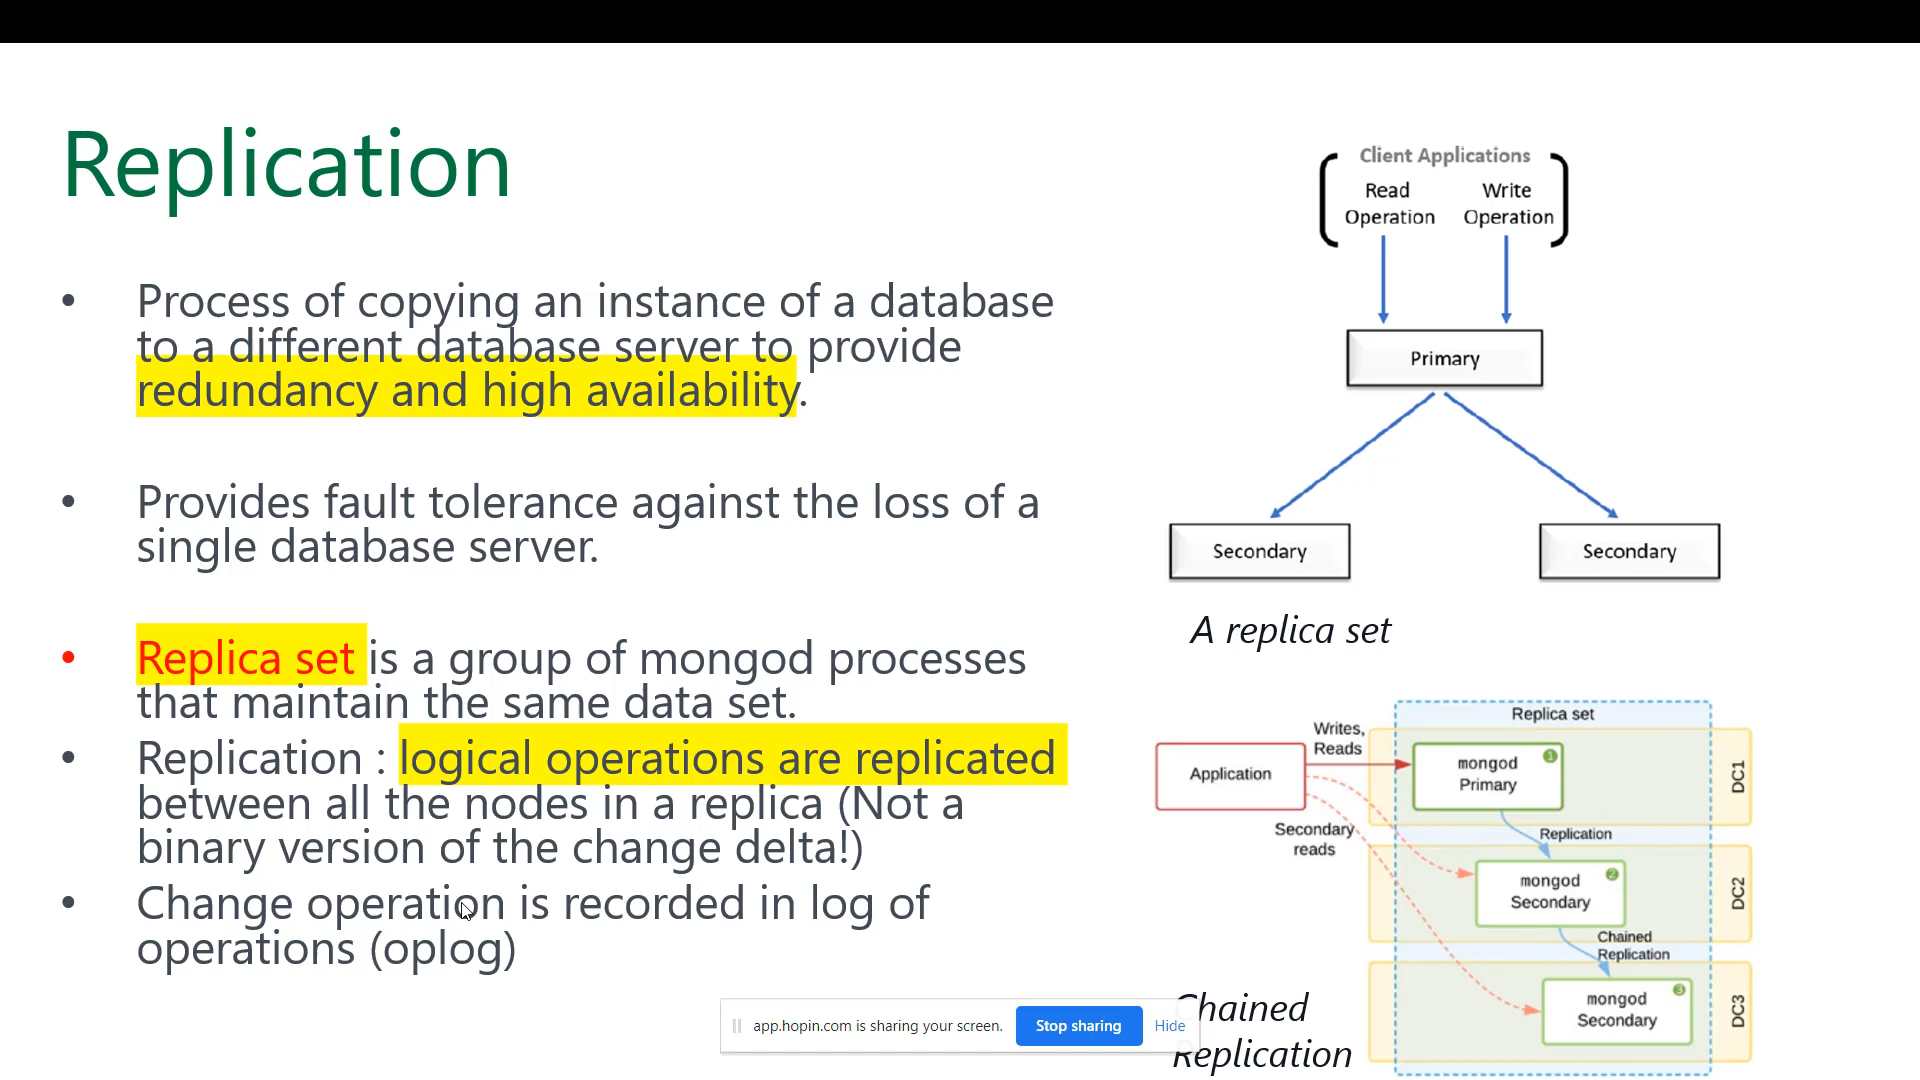 Replication
• Process of copying an instance of a database
to a different database server to provide
redundancy and high availability.
• Provides fault tolerance against the loss of a
single database server.
• Replica set is a group of mongod processes
that maintain the same data set.
• Replication : logical operations are replicated
between all the nodes in a replica (Not a
binary version of the change delta!)
• Change operation is recorded in log of
operations (oplog)
Client Applications
Read Operation
Write Operation
Primary
Secondary
Secondary
A replica set
Replica set
Application
Writes,
Reads
mongod
Primary
1
DC1
Secondary
reads
Replication
mongod
Secondary
2
DC2
Chained
Replication
mongod
Secondary
3
DC3
Chained
Replication
app.hopin.com is sharing your screen.
Stop sharing
Hide